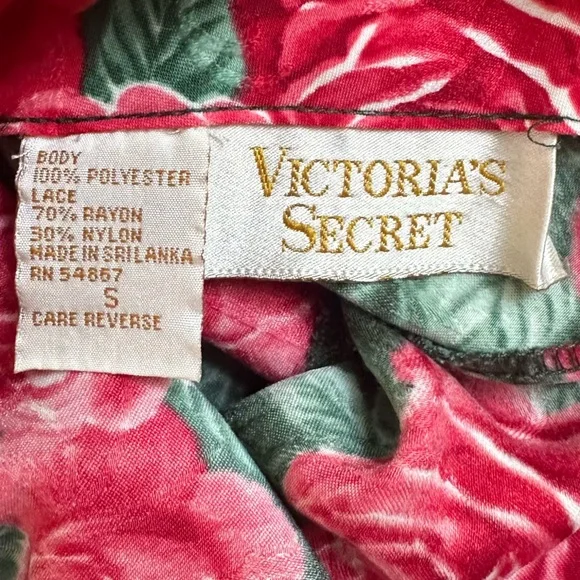 BODY
100% POLYESTER
LACE
70% RAYON
30% NYLON
MADE IN SRI LANKA
RN 54867
S
CARE REVERSE
VICTORIA'S
SECRET